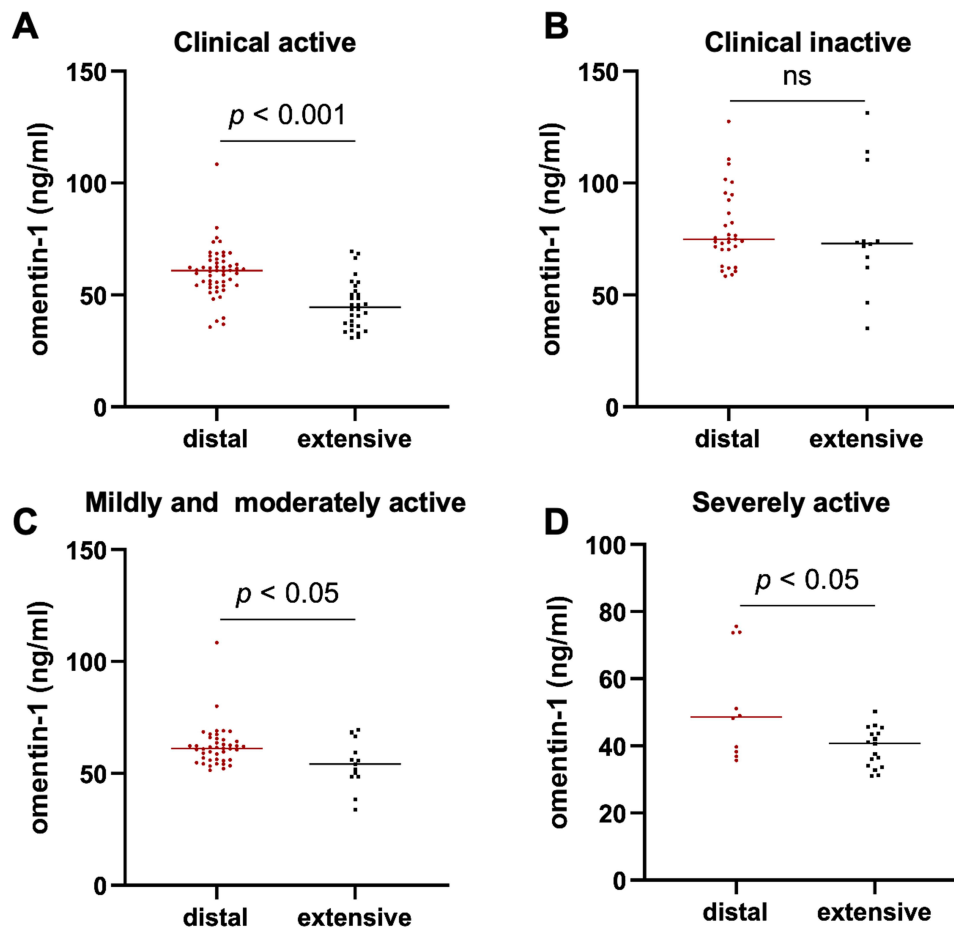 A
Clinical active
omentin-1 (ng/ml)
150
100
50
0
p < 0.001
distal
extensive
B
Clinical inactive
omentin-1 (ng/ml)
150
100
50
0
ns
distal
extensive
C
Mildly and  moderately active
omentin-1 (ng/ml)
150
100
50
0
p < 0.05
distal
extensive
D
Severely active
omentin-1 (ng/ml)
100
80
60
40
20
0
p < 0.05
distal
extensive